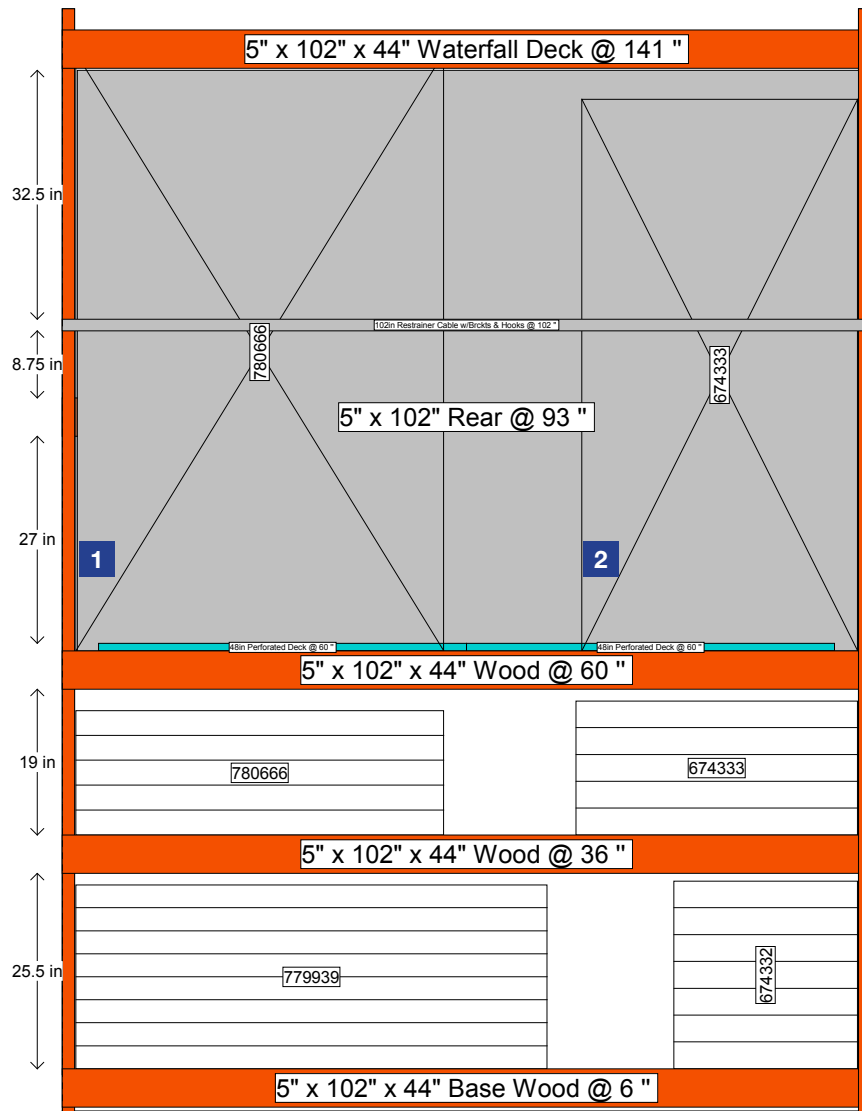 5" x 102" x 44" Waterfall Deck @ 141 "
32.5 in
102in Restrainer Cable w/Brckts & Hooks @ 102 "
780666
674333
8.75 in
5" x 102" Rear @ 93 "
27 in
1
2
48in Perforated Deck @ 60 "
48in Perforated Deck @ 60 "
5" x 102" x 44" Wood @ 60 "
19 in
780666
674333
5" x 102" x 44" Wood @ 36 "
25.5 in
779939
674332
5" x 102" x 44" Base Wood @ 6 "